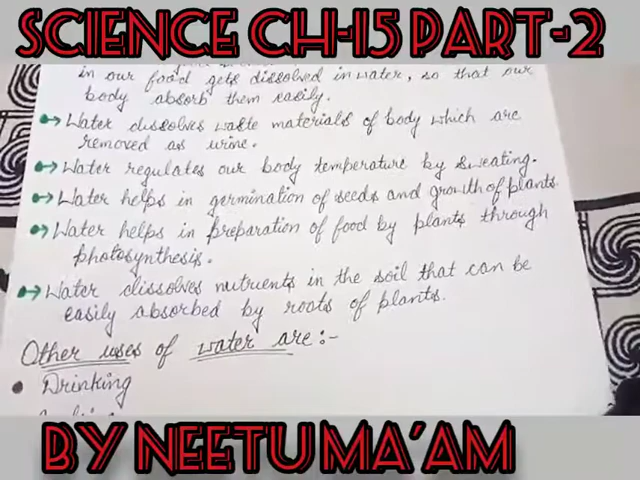 SCIENCE CH-15 PART-2
in our food gets dissolved in water, so that our
body absorb them easily.
Water dissolves waste materials of body which are
removed as urine.
Water regulates our body temperature by sweating.
Water helps in germination of seeds and growth of plants.
Water helps in preparation of food by plants through
photosynthesis.
Water dissolves nutrients in the soil that can be
easily absorbed by roots of plants.
Other uses of water are:-
• Drinking
BY NEETU MA'AM